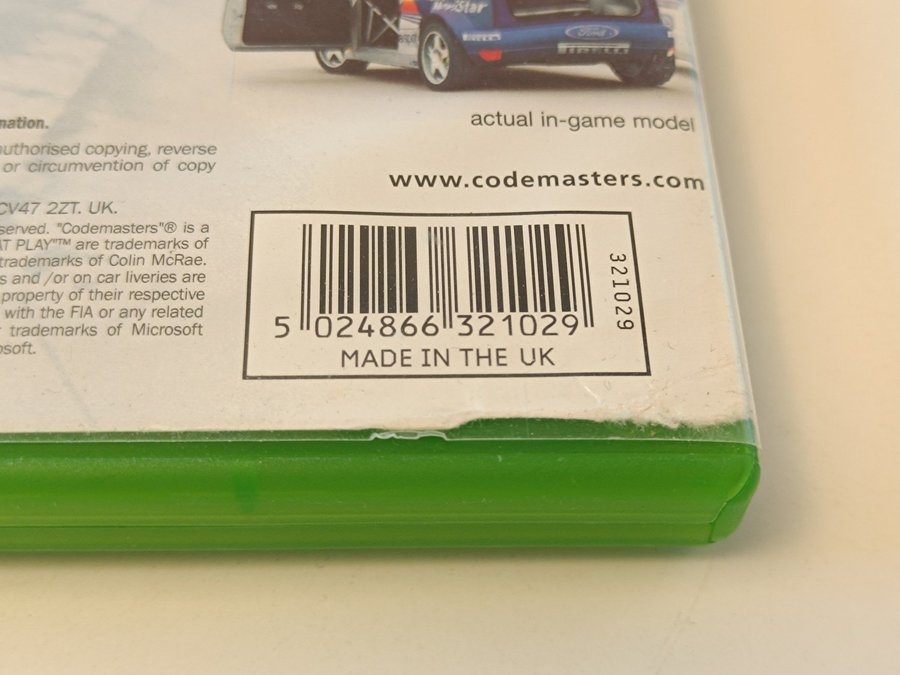 MoviStar
Ford
PIRELLI
actual in-game model
www.codemasters.com
mation.
uthorised copying, reverse
or circumvention of copy
CV47 2ZT. UK.
served. "Codemasters"® is a
AT PLAY"™ are trademarks of
trademarks of Colin McRae.
s and /or on car liveries are
property of their respective
with the FIA or any related
trademarks of Microsoft
osoft.
5 024866 321029
321029
MADE IN THE UK